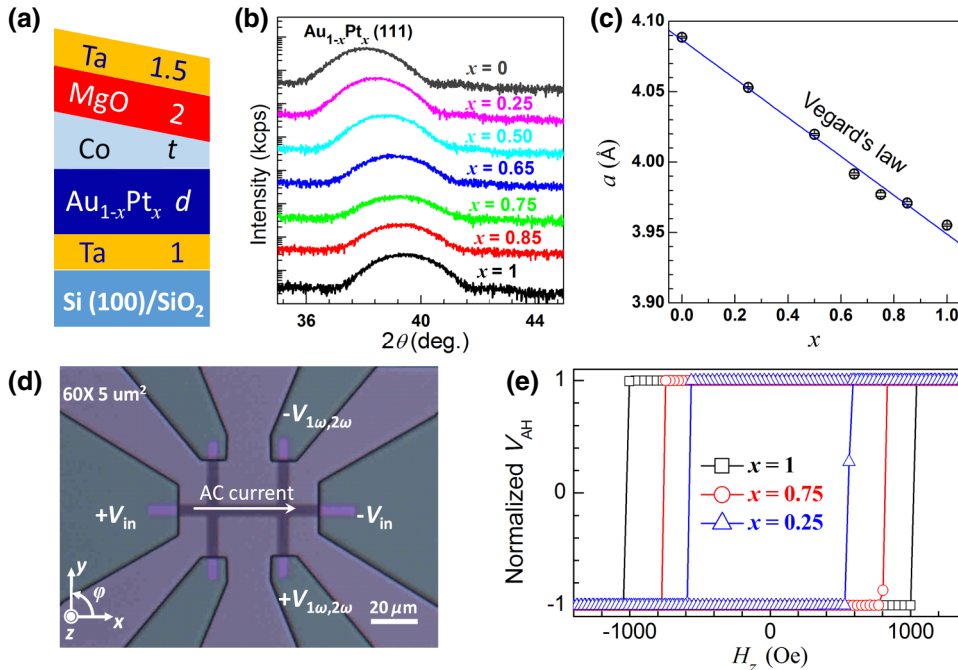 (a)
Ta 1.5
MgO 2
Co t
Au1-xPtx d
Ta 1
Si (100)/SiO2
(b)
Au1-xPtx (111)
x = 0
x = 0.25
x = 0.50
x = 0.65
x = 0.75
x = 0.85
x = 1
Intensity (kcps)
36 40 44
2θ (deg.)
(c)
4.10
4.05
4.00
3.95
3.90
a (Å)
Vegard's law
0.0 0.2 0.4 0.6 0.8 1.0
x
(d)
60X 5 um2
-V1ω,2ω
AC current
+Vin
-Vin
y
φ
z
x
+V1ω,2ω
20 μm
(e)
1
0
-1
Normalized VAH
x = 1
x = 0.75
x = 0.25
-1000 0 1000
Hz (Oe)